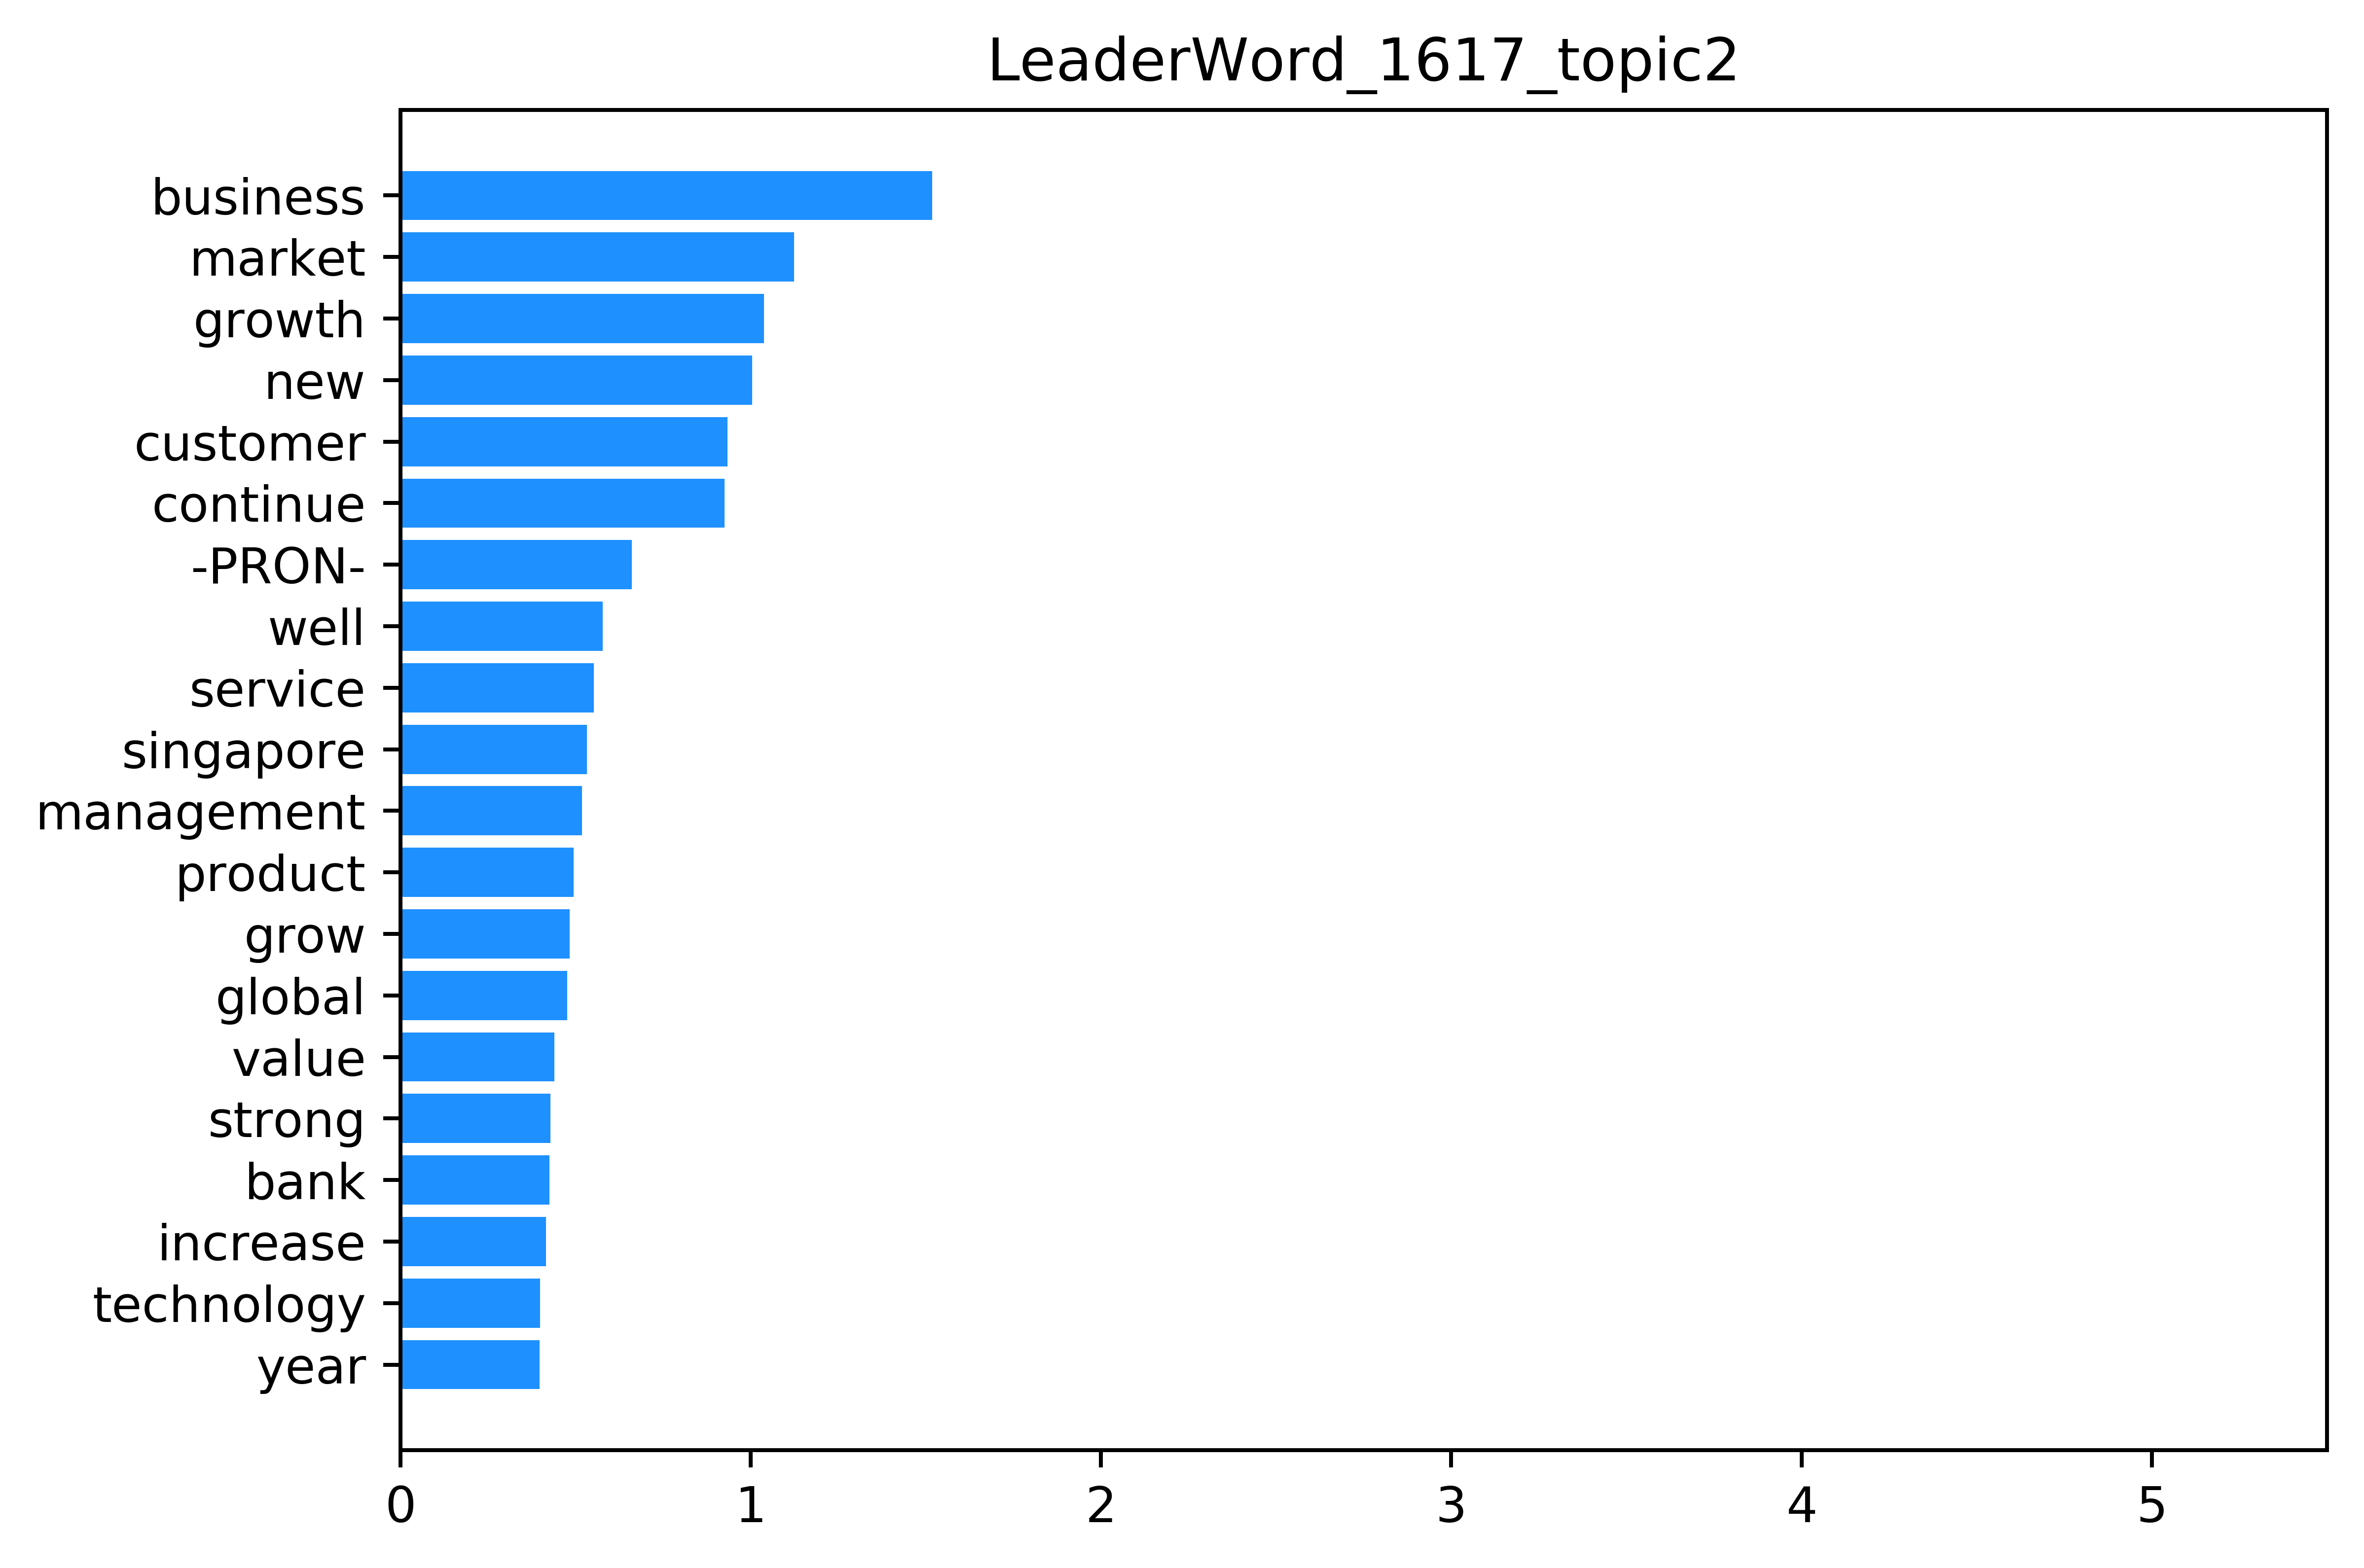 LeaderWord_1617_topic2
business
market
growth
new
customer
continue
-PRON-
well
service
singapore
management
product
grow
global
value
strong
bank
increase
technology
year
0 1 2 3 4 5